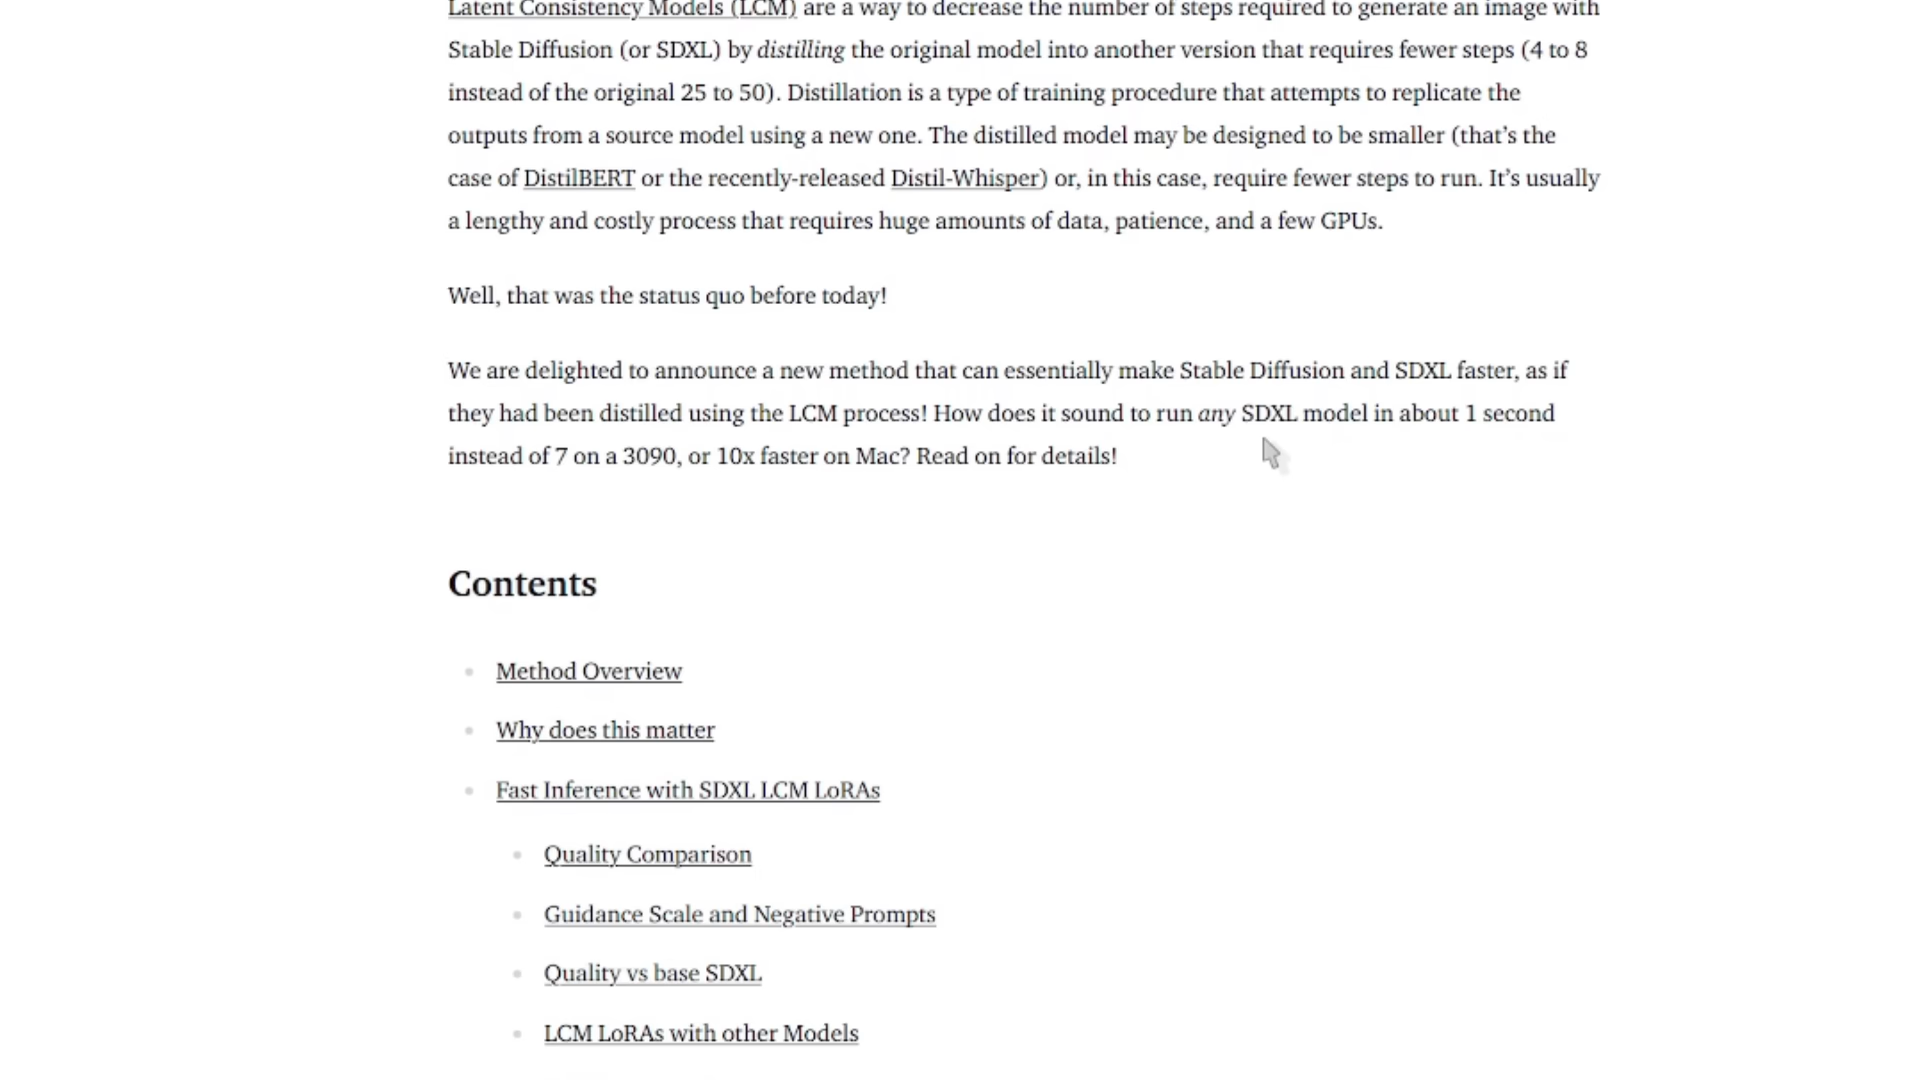 Latent Consistency Models (LCM) are a way to decrease the number of steps required to generate an image with
Stable Diffusion (or SDXL) by distilling the original model into another version that requires fewer steps (4 to 8
instead of the original 25 to 50). Distillation is a type of training procedure that attempts to replicate the
outputs from a source model using a new one. The distilled model may be designed to be smaller (that’s the
case of DistilBERT or the recently-released Distil-Whisper) or, in this case, require fewer steps to run. It’s usually
a lengthy and costly process that requires huge amounts of data, patience, and a few GPUs.
Well, that was the status quo before today!
We are delighted to announce a new method that can essentially make Stable Diffusion and SDXL faster, as if
they had been distilled using the LCM process! How does it sound to run any SDXL model in about 1 second
instead of 7 on a 3090, or 10x faster on Mac? Read on for details!
Contents
Method Overview
Why does this matter
Fast Inference with SDXL LCM LoRAs
Quality Comparison
Guidance Scale and Negative Prompts
Quality vs base SDXL
LCM LoRAs with other Models